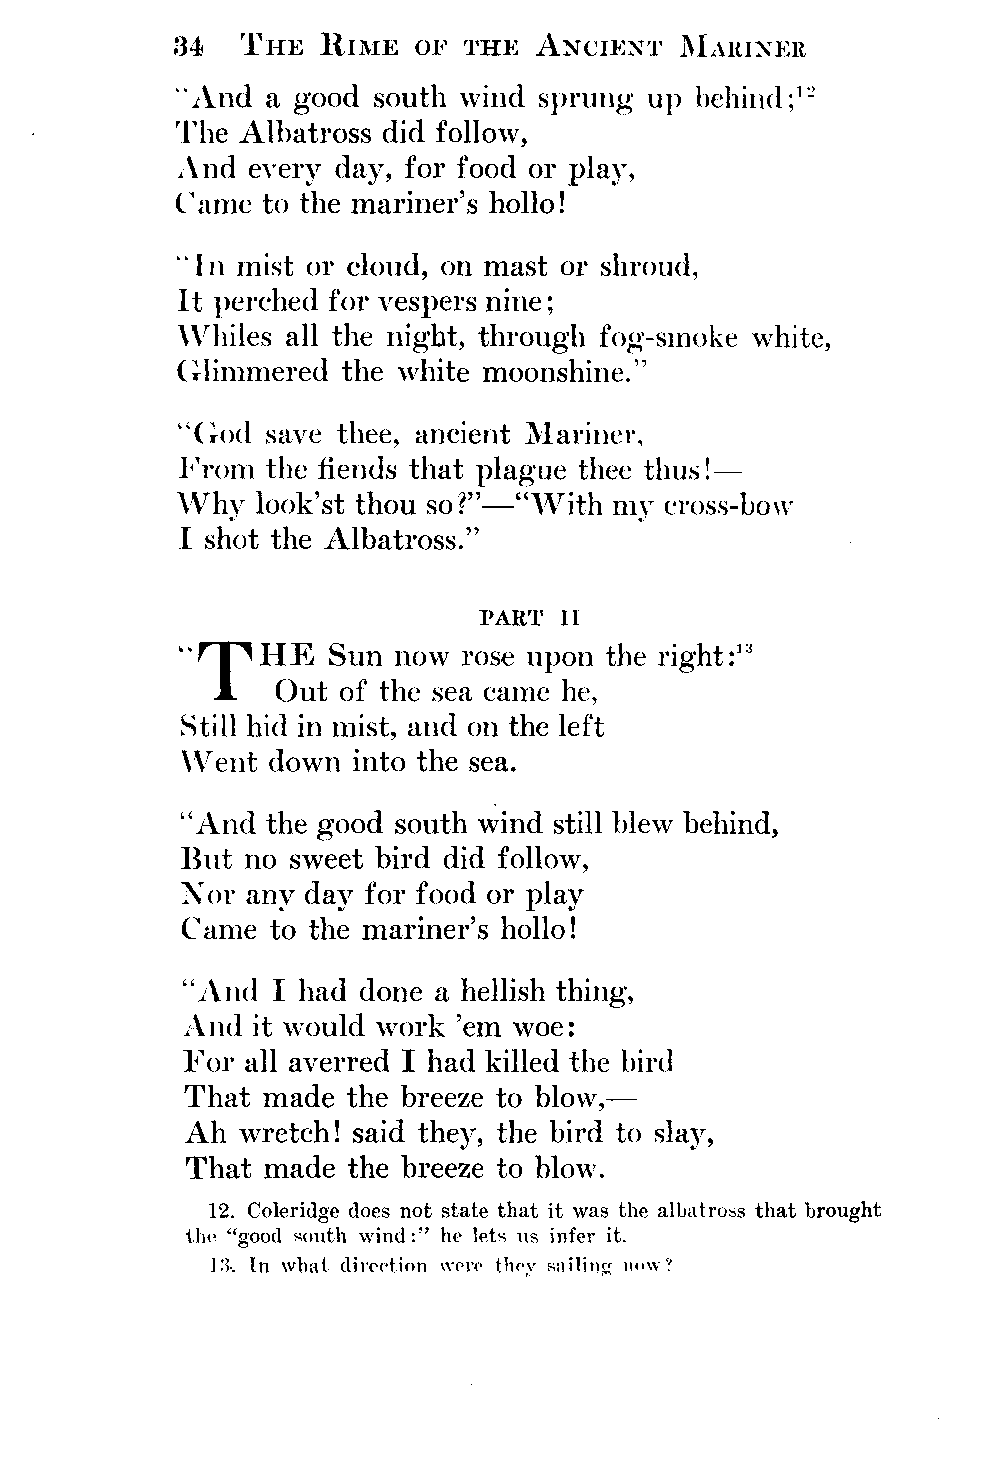 34 THE RIME OF THE ANCIENT MARINER
"And a good south wind sprung up behind;¹²
The Albatross did follow,
And every day, for food or play,
Came to the mariner's hollo!
"In mist or cloud, on mast or shroud,
It perched for vespers nine;
Whiles all the night, through fog-smoke white,
Glimmered the white moonshine."
"God save thee, ancient Mariner,
From the fiends that plague thee thus!—
Why look'st thou so?"—"With my cross-bow
I shot the Albatross."
PART II
"THE Sun now rose upon the right:¹³
Out of the sea came he,
Still hid in mist, and on the left
Went down into the sea.
"And the good south wind still blew behind,
But no sweet bird did follow,
Nor any day for food or play
Came to the mariner's hollo!
"And I had done a hellish thing,
And it would work 'em woe:
For all averred I had killed the bird
That made the breeze to blow,—
Ah wretch! said they, the bird to slay,
That made the breeze to blow.
12. Coleridge does not state that it was the albatross that brought
the "good south wind:" he lets us infer it.
13. In what direction were they sailing now?